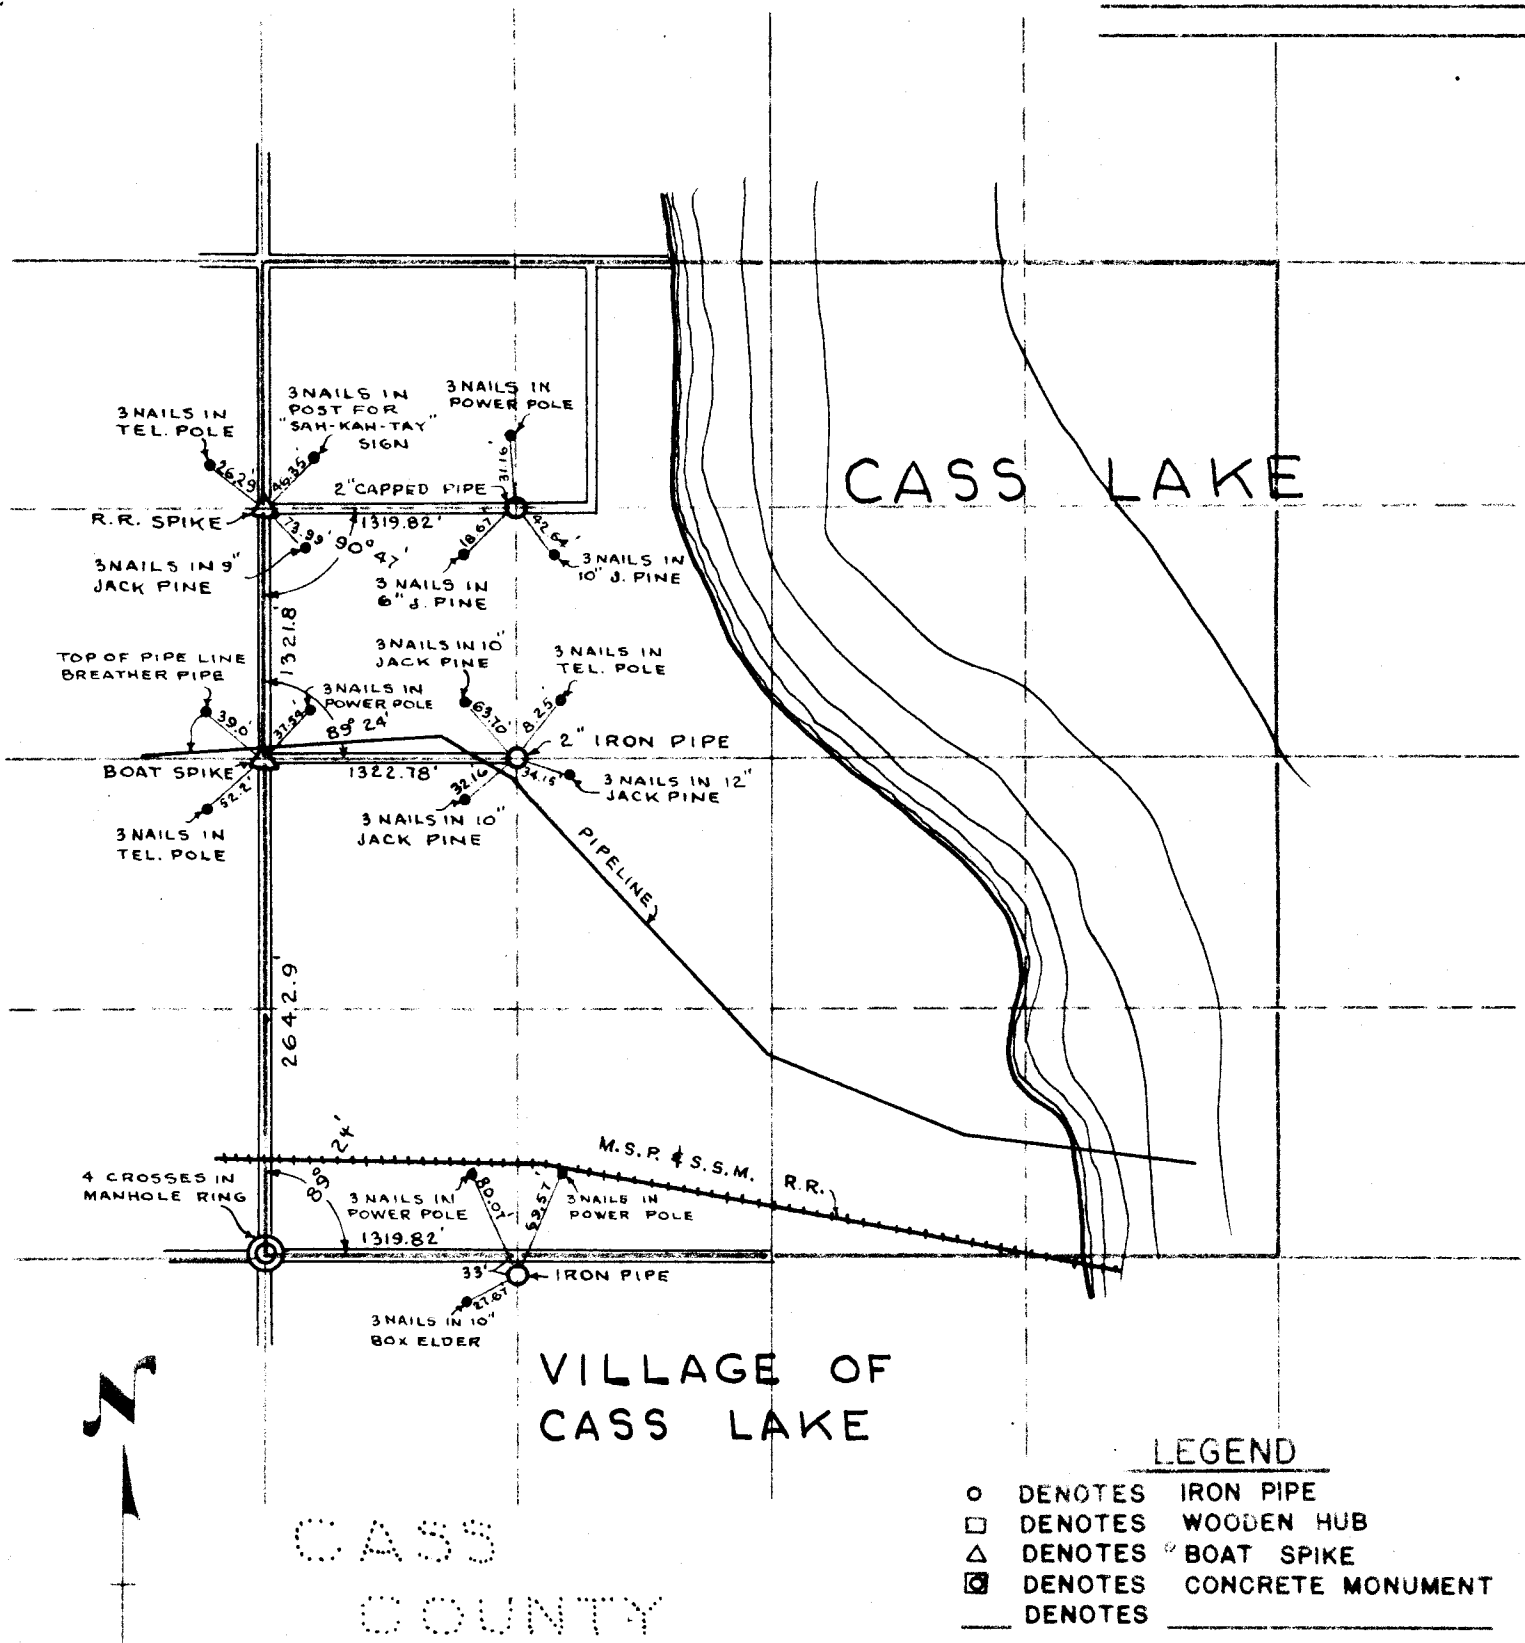 3 NAILS IN
TEL. POLE
3 NAILS IN
POST FOR
"SAH-KAH-TAY"
SIGN
3 NAILS IN
POWER POLE
26.29'
46.35'
31.16'
2" CAPPED PIPE
R.R. SPIKE
1319.82'
73.99'
90° 47'
18.67'
42.64'
3 NAILS IN 9"
JACK PINE
3 NAILS IN
6" J. PINE
3 NAILS IN
10" J. PINE
CASS LAKE
1321.8'
TOP OF PIPE LINE
BREATHER PIPE
3 NAILS IN
POWER POLE
3 NAILS IN 10"
JACK PINE
3 NAILS IN
TEL. POLE
39.0'
37.59'
89° 24'
63.70'
8.25'
2" IRON PIPE
BOAT SPIKE
1322.78'
52.2'
32.16'
34.15'
3 NAILS IN 12"
JACK PINE
3 NAILS IN
TEL. POLE
3 NAILS IN 10"
JACK PINE
PIPELINE
2642.9'
M.S.P. & S.S.M. R.R.
89° 24'
4 CROSSES IN
MANHOLE RING
3 NAILS IN
POWER POLE
80.07'
59.57'
3 NAILS IN
POWER POLE
1319.82'
33'
IRON PIPE
27.87'
3 NAILS IN 10"
BOX ELDER
VILLAGE OF
CASS LAKE
N
CASS
COUNTY
LEGEND
DENOTES IRON PIPE
DENOTES WOODEN HUB
DENOTES BOAT SPIKE
DENOTES CONCRETE MONUMENT
DENOTES